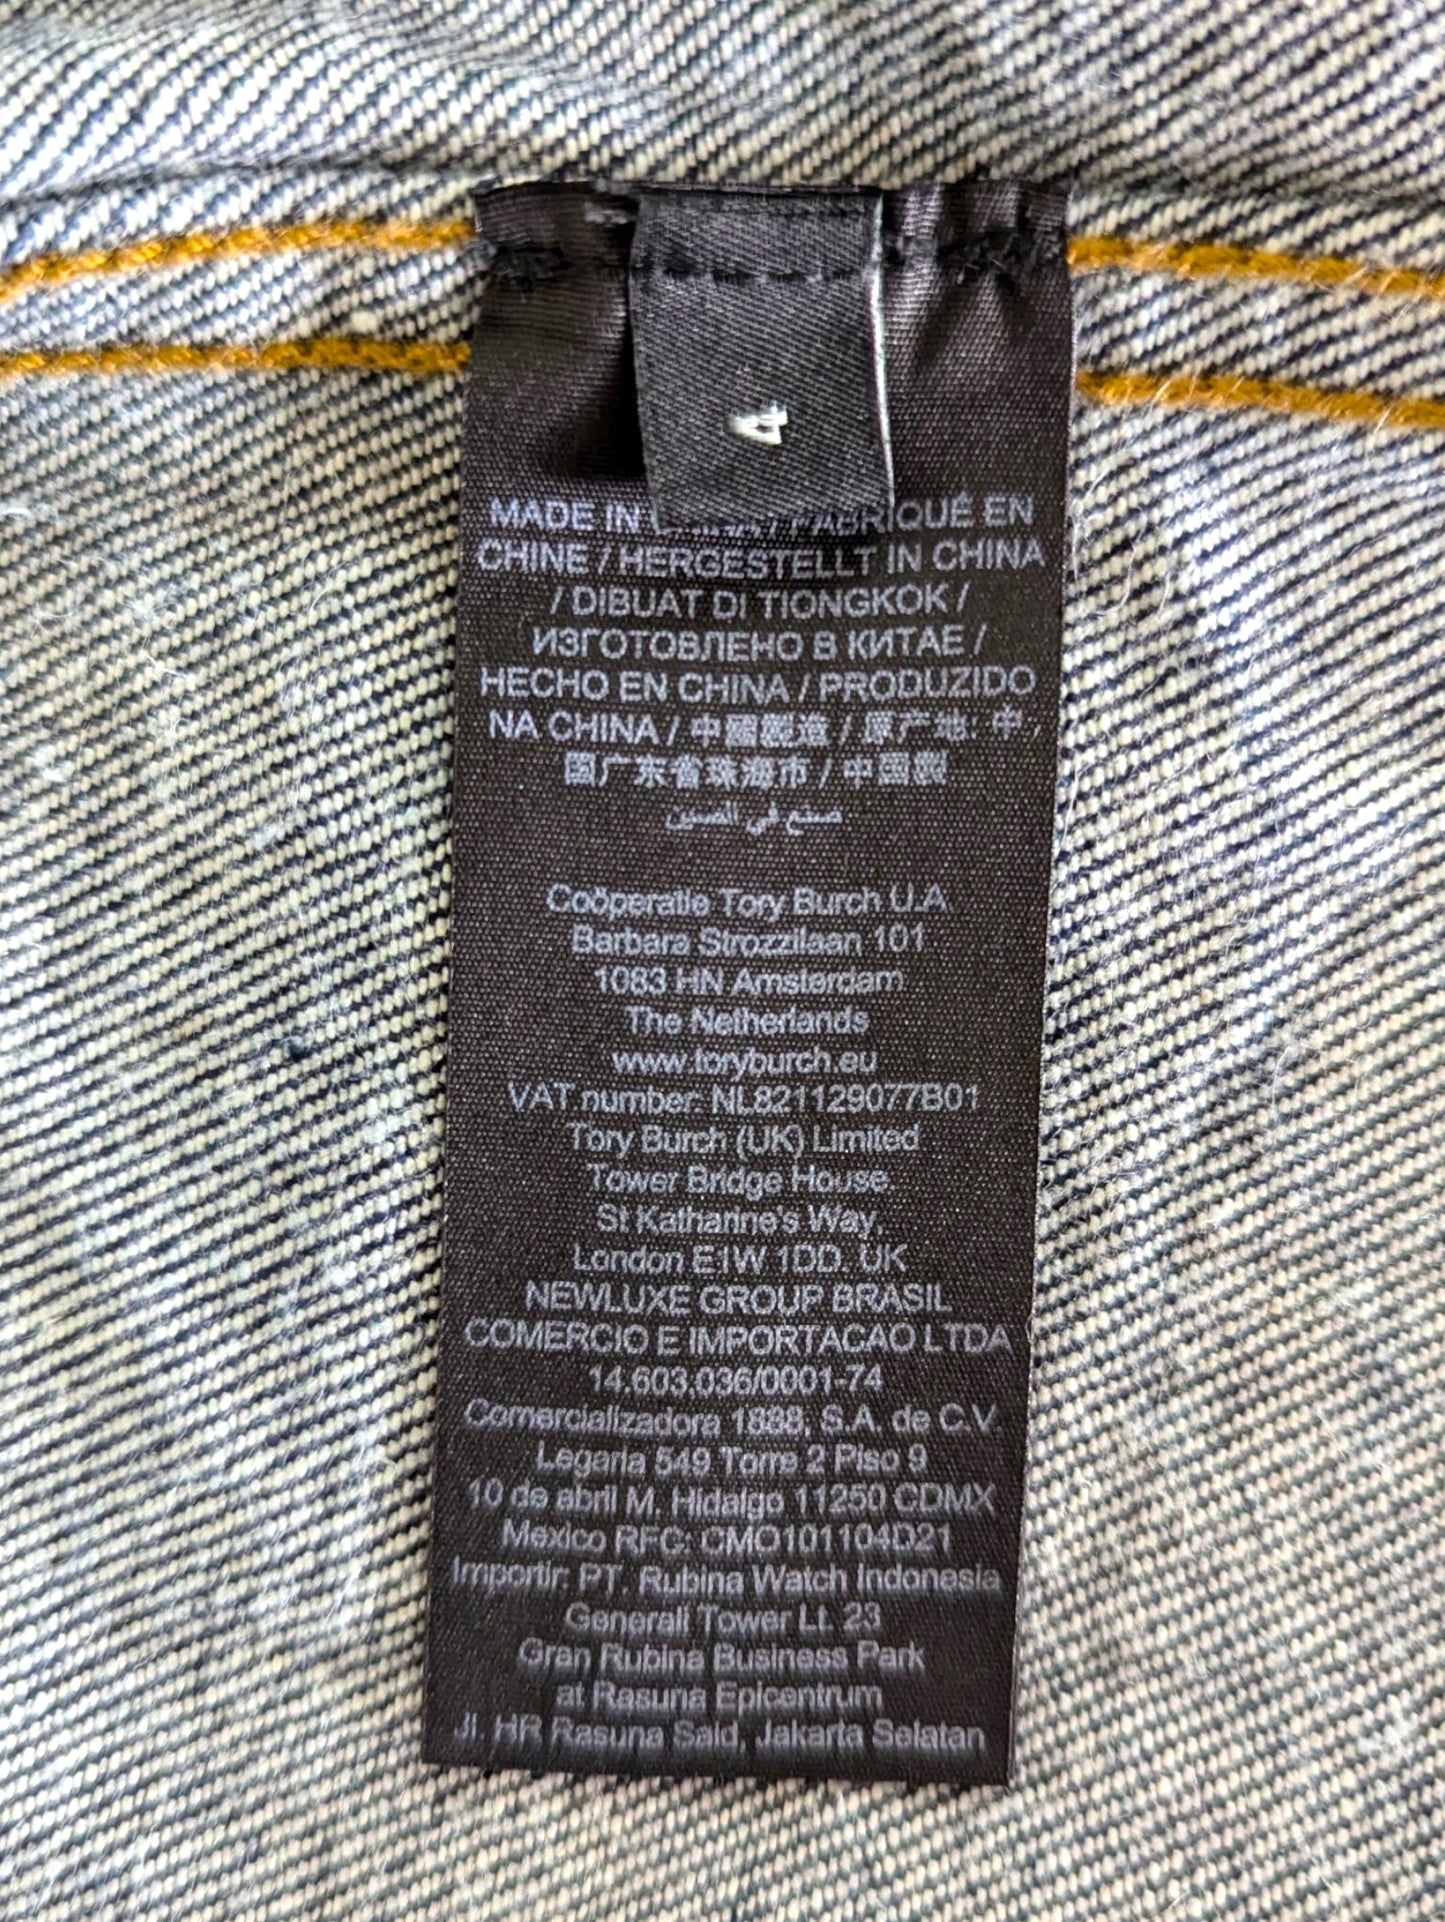 4
MADE IN CHINA / FABRIQUÉ EN
CHINE / HERGESTELLT IN CHINA
/ DIBUAT DI TIONGKOK /
ИЗГОТОВЛЕНО В КИТАЕ /
HECHO EN CHINA / PRODUZIDO
NA CHINA / 中國製造 / 原产地: 中
国广东省珠海市 / 中國製
صنع في الصين
Coöperatie Tory Burch U.A
Barbara Strozzilaan 101
1083 HN Amsterdam
The Netherlands
www.toryburch.eu
VAT number: NL821129077B01
Tory Burch (UK) Limited
Tower Bridge House
St Katharine's Way,
London E1W 1DD. UK
NEWLUXE GROUP BRASIL
COMERCIO E IMPORTACAO LTDA
14.603.036/0001-74
Comercializadora 1888, S.A. de C.V.
Legaria 549 Torre 2 Piso 9
10 de abril M. Hidalgo 11250 CDMX
Mexico RFC: CMO101104D21
Importir: PT. Rubina Watch Indonesia
Generali Tower Lt. 23
Gran Rubina Business Park
at Rasuna Epicentrum
Jl. HR Rasuna Said, Jakarta Selatan